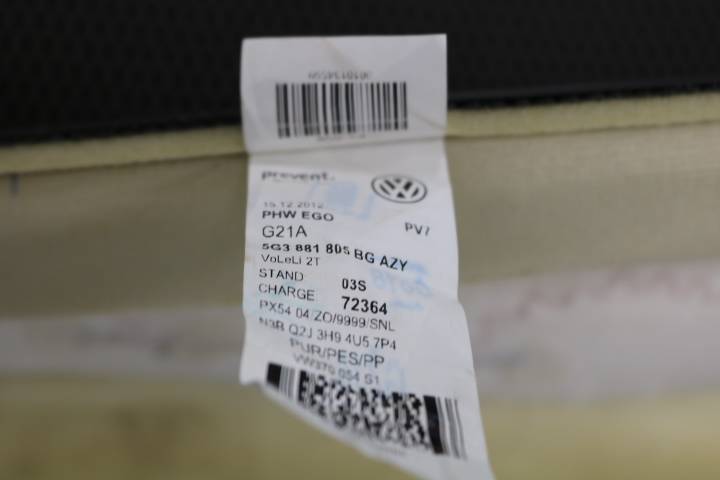 prevent.
15.12.2012
PHW EGO
G21A PV7
5G3 881 805 BG AZY
VoLeLi 2T
STAND 03S
CHARGE 72364
PX54 04/ZO/9999/SNL
N3B Q2J 3H9 4U5 7P4
PUR/PES/PP
VW370 054 S1